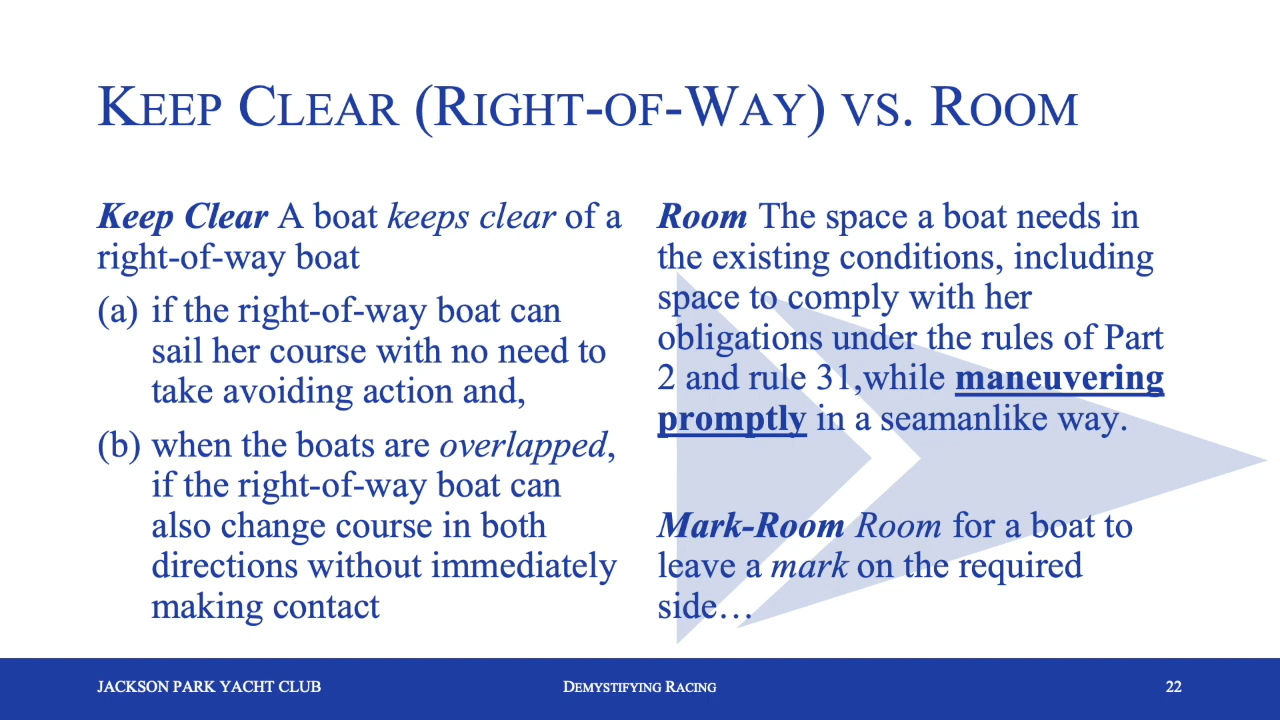 KEEP CLEAR (RIGHT-OF-WAY) VS. ROOM
Keep Clear A boat keeps clear of a
right-of-way boat
(a) if the right-of-way boat can
sail her course with no need to
take avoiding action and,
(b) when the boats are overlapped,
if the right-of-way boat can
also change course in both
directions without immediately
making contact
Room The space a boat needs in
the existing conditions, including
space to comply with her
obligations under the rules of Part
2 and rule 31,while maneuvering
promptly in a seamanlike way.
Mark-Room Room for a boat to
leave a mark on the required
side…
JACKSON PARK YACHT CLUB
DEMYSTIFYING RACING
22